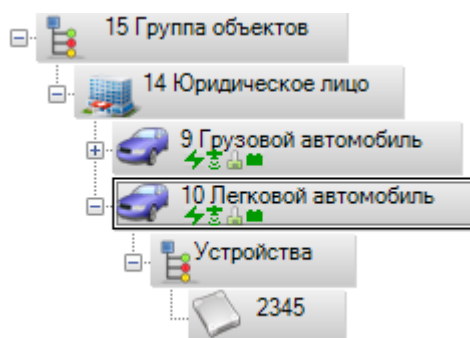 15 Группа объектов
14 Юридическое лицо
9 Грузовой автомобиль
10 Легковой автомобиль
Устройства
2345